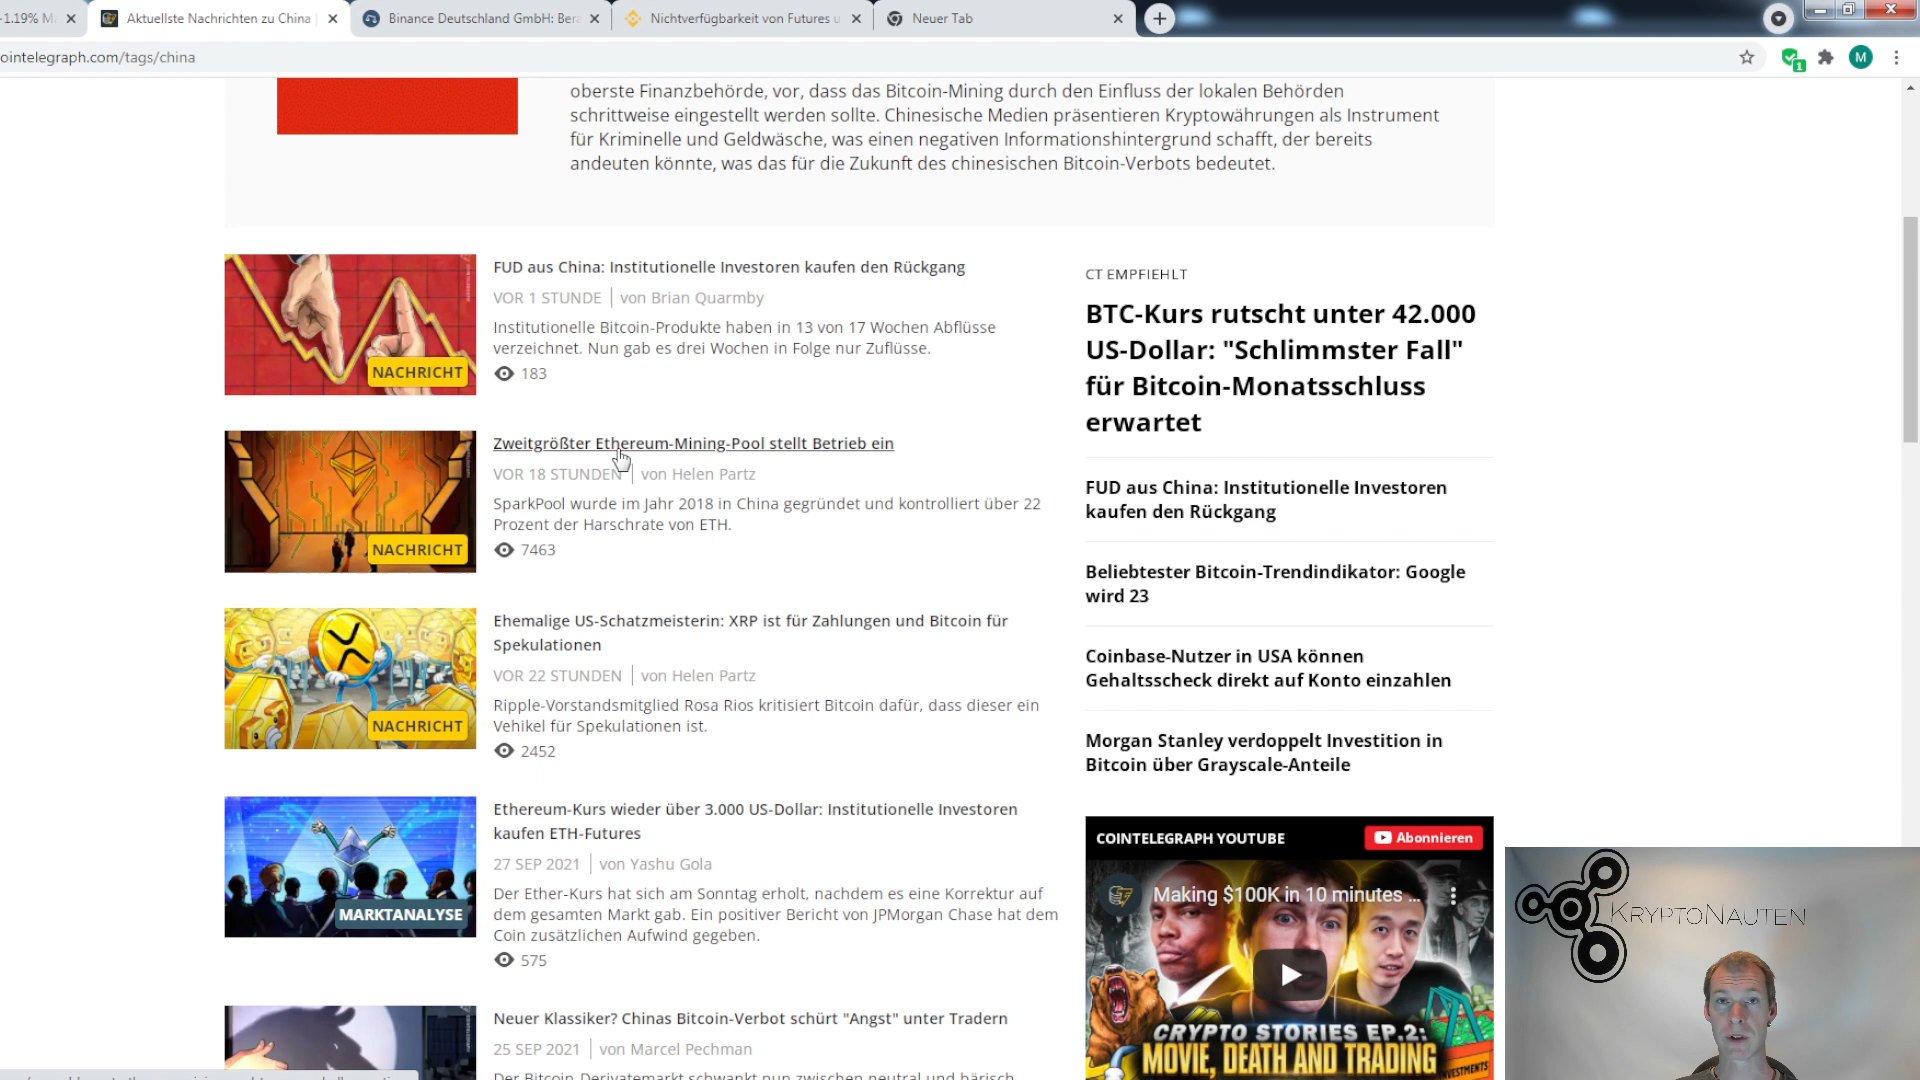 -1.19% M
Aktuellste Nachrichten zu China
Binance Deutschland GmbH: Ber
Nichtverfügbarkeit von Futures u
Neuer Tab
ointelegraph.com/tags/china
1
M
oberste Finanzbehörde, vor, dass das Bitcoin-Mining durch den Einfluss der lokalen Behörden
schrittweise eingestellt werden sollte. Chinesische Medien präsentieren Kryptowährungen als Instrument
für Kriminelle und Geldwäsche, was einen negativen Informationshintergrund schafft, der bereits
andeuten könnte, was das für die Zukunft des chinesischen Bitcoin-Verbots bedeutet.
NACHRICHT
FUD aus China: Institutionelle Investoren kaufen den Rückgang
VOR 1 STUNDE | von Brian Quarmby
Institutionelle Bitcoin-Produkte haben in 13 von 17 Wochen Abflüsse
verzeichnet. Nun gab es drei Wochen in Folge nur Zuflüsse.
183
NACHRICHT
Zweitgrößter Ethereum-Mining-Pool stellt Betrieb ein
VOR 18 STUNDEN | von Helen Partz
SparkPool wurde im Jahr 2018 in China gegründet und kontrolliert über 22
Prozent der Harschrate von ETH.
7463
NACHRICHT
Ehemalige US-Schatzmeisterin: XRP ist für Zahlungen und Bitcoin für
Spekulationen
VOR 22 STUNDEN | von Helen Partz
Ripple-Vorstandsmitglied Rosa Rios kritisiert Bitcoin dafür, dass dieser ein
Vehikel für Spekulationen ist.
2452
MARKTANALYSE
Ethereum-Kurs wieder über 3.000 US-Dollar: Institutionelle Investoren
kaufen ETH-Futures
27 SEP 2021 | von Yashu Gola
Der Ether-Kurs hat sich am Sonntag erholt, nachdem es eine Korrektur auf
dem gesamten Markt gab. Ein positiver Bericht von JPMorgan Chase hat dem
Coin zusätzlichen Aufwind gegeben.
575
Neuer Klassiker? Chinas Bitcoin-Verbot schürt "Angst" unter Tradern
25 SEP 2021 | von Marcel Pechman
Der Bitcoin-Derivatemarkt schwankt nun zwischen neutral und bärisch.
CT EMPFIEHLT
BTC-Kurs rutscht unter 42.000
US-Dollar: "Schlimmster Fall"
für Bitcoin-Monatsschluss
erwartet
FUD aus China: Institutionelle Investoren
kaufen den Rückgang
Beliebtester Bitcoin-Trendindikator: Google
wird 23
Coinbase-Nutzer in USA können
Gehaltsscheck direkt auf Konto einzahlen
Morgan Stanley verdoppelt Investition in
Bitcoin über Grayscale-Anteile
COINTELEGRAPH YOUTUBE
Abonnieren
Making $100K in 10 minutes ...
CRYPTO STORIES EP.2:
MOVIE, DEATH AND TRADING
INVESTMENTS
KRYPTONAUTEN